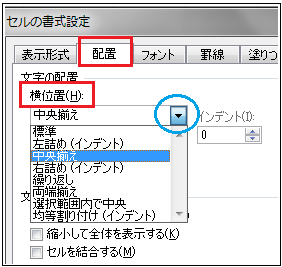 セルの書式設定
表示形式 配置 フォント 罫線 塗りつ
文字の配置
横位置(H):
中央揃え インデント(I):
標準 0
左詰め (インデント)
中央揃え
右詰め (インデント)
繰り返し
両端揃え
選択範囲内で中央
文
均等割り付け (インデント)
縮小して全体を表示する(K)
セルを結合する(M)